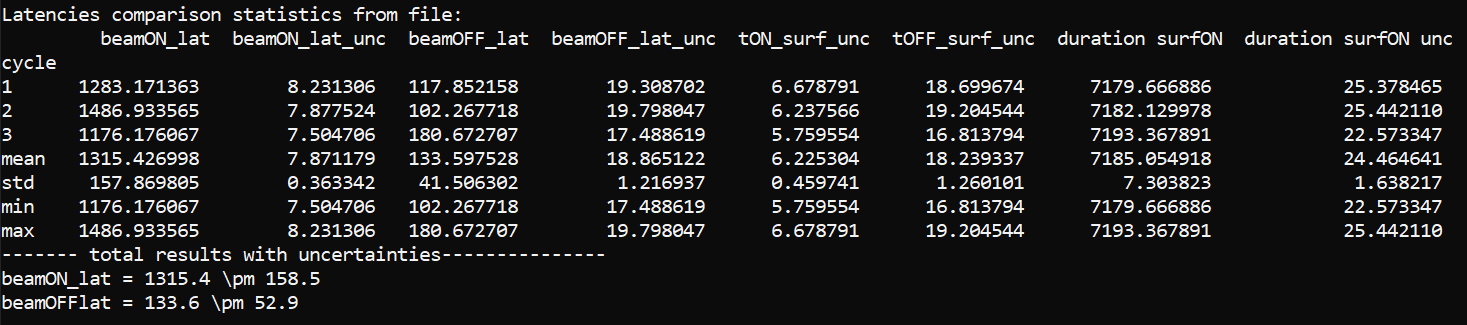 Latencies comparison statistics from file:
beamON_lat beamON_lat_unc beamOFF_lat beamOFF_lat_unc tON_surf_unc tOFF_surf_unc duration surfON duration surfON unc
cycle
1 1283.171363 8.231306 117.852158 19.308702 6.678791 18.699674 7179.666886 25.378465
2 1486.933565 7.877524 102.267718 19.798047 6.237566 19.204544 7182.129978 25.442110
3 1176.176067 7.504706 180.672707 17.488619 5.759554 16.813794 7193.367891 22.573347
mean 1315.426998 7.871179 133.597528 18.865122 6.225304 18.239337 7185.054918 24.464641
std 157.869805 0.363342 41.506302 1.216937 0.459741 1.260101 7.303823 1.638217
min 1176.176067 7.504706 102.267718 17.488619 5.759554 16.813794 7179.666886 22.573347
max 1486.933565 8.231306 180.672707 19.798047 6.678791 19.204544 7193.367891 25.442110
------- total results with uncertainties---------------
beamON_lat = 1315.4 \pm 158.5
beamOFFlat = 133.6 \pm 52.9